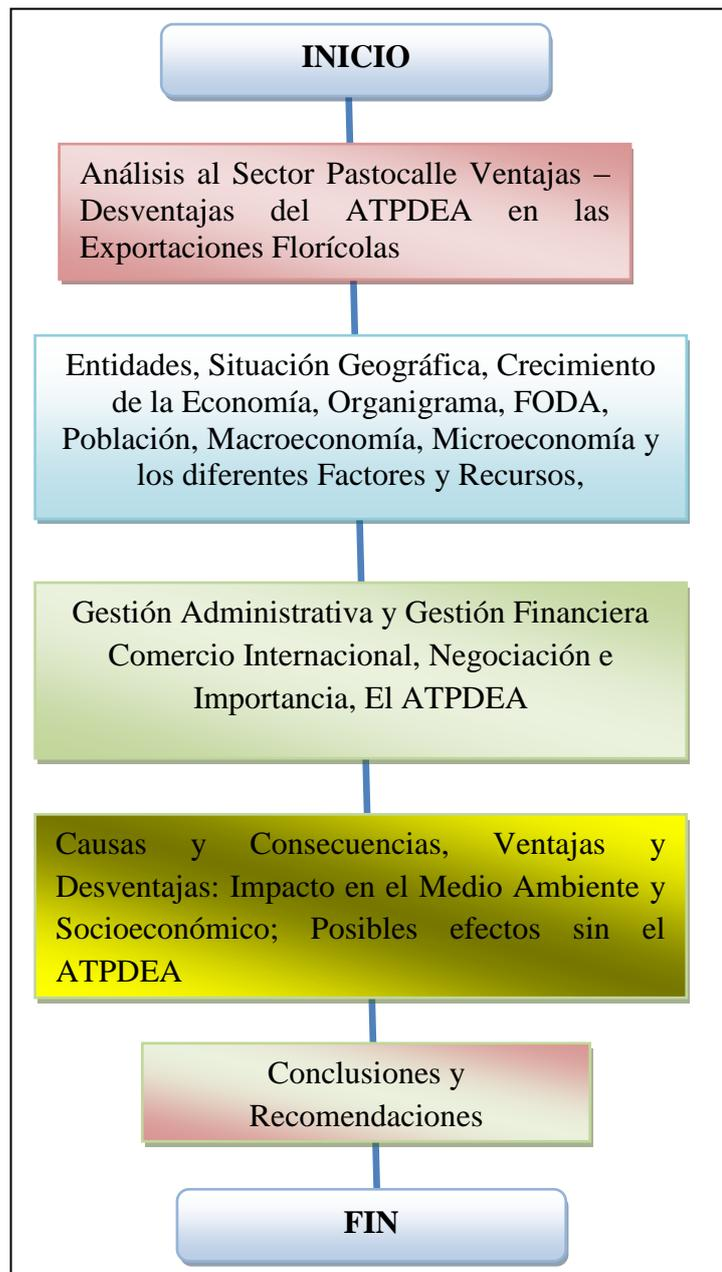 INICIO
Análisis al Sector Pastocalle Ventajas –
Desventajas del ATPDEA en las
Exportaciones Florícolas
Entidades, Situación Geográfica, Crecimiento
de la Economía, Organigrama, FODA,
Población, Macroeconomía, Microeconomía y
los diferentes Factores y Recursos,
Gestión Administrativa y Gestión Financiera
Comercio Internacional, Negociación e
Importancia, El ATPDEA
Causas y Consecuencias, Ventajas y
Desventajas: Impacto en el Medio Ambiente y
Socioeconómico; Posibles efectos sin el
ATPDEA
Conclusiones y
Recomendaciones
FIN